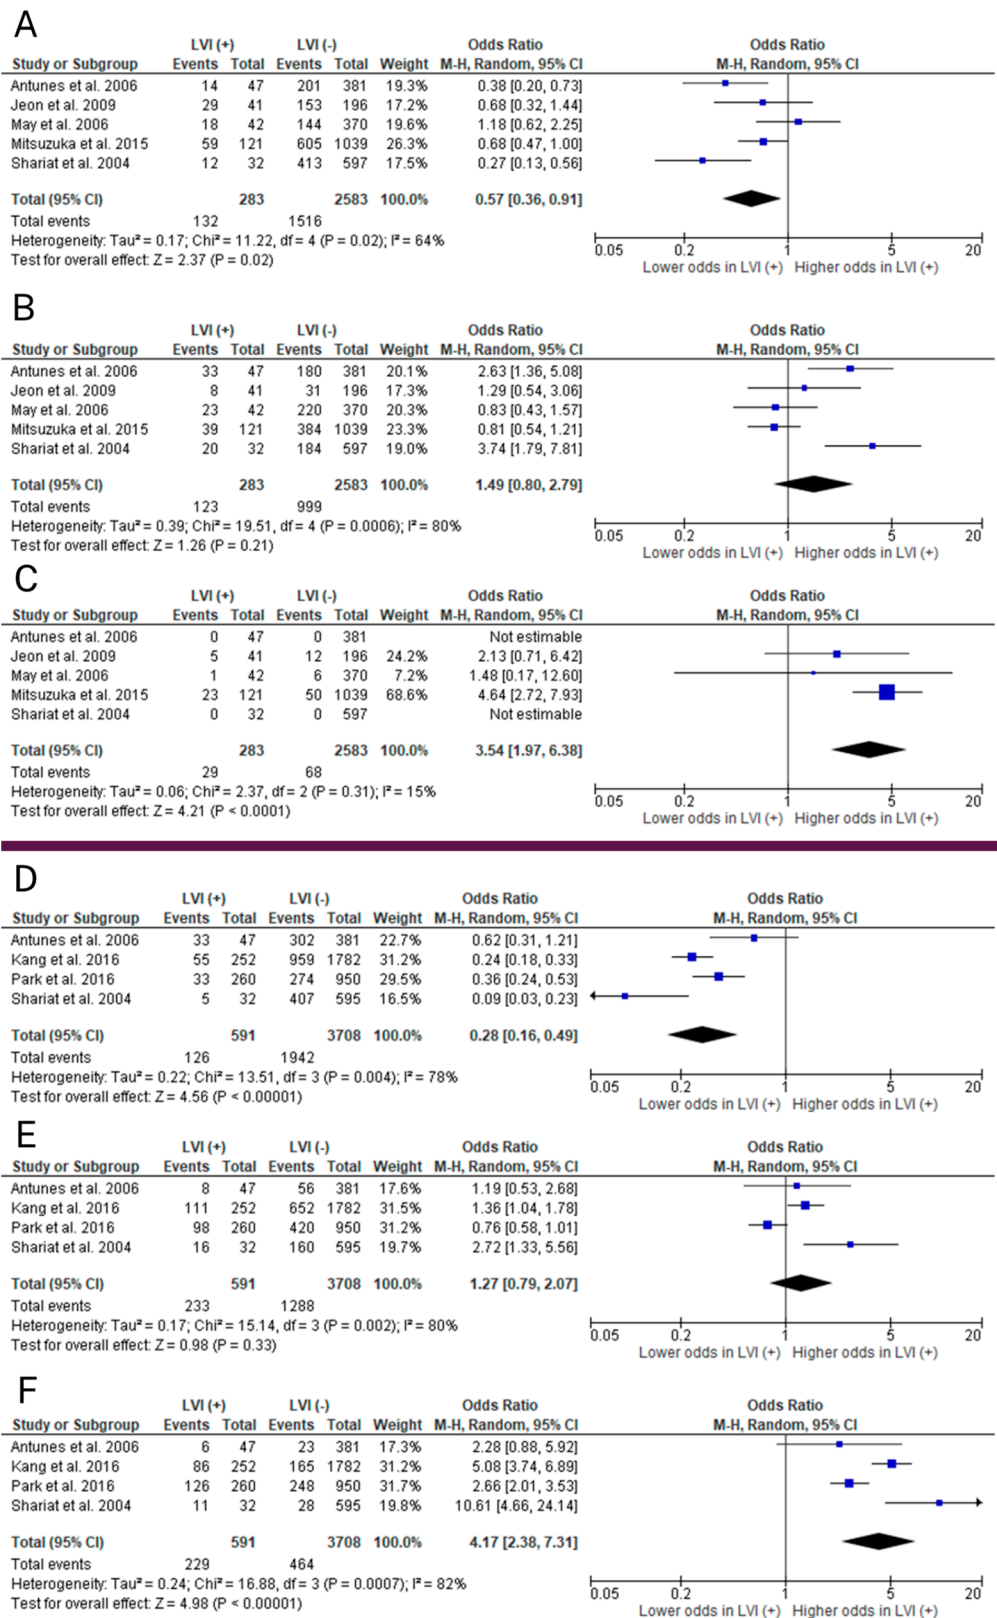 A
LVI (+) LVI (-) Odds Ratio Odds Ratio
Study or Subgroup Events Total Events Total Weight M-H, Random, 95% CI M-H, Random, 95% CI
Antunes et al. 2006 14 47 201 381 19.3% 0.38 [0.20, 0.73]
Jeon et al. 2009 29 41 153 196 17.2% 0.68 [0.32, 1.44]
May et al. 2006 18 42 144 370 19.6% 1.18 [0.62, 2.25]
Mitsuzuka et al. 2015 59 121 605 1039 26.3% 0.68 [0.47, 1.00]
Shariat et al. 2004 12 32 413 597 17.5% 0.27 [0.13, 0.56]
Total (95% CI) 283 2583 100.0% 0.57 [0.36, 0.91]
Total events 132 1516
Heterogeneity: Tau² = 0.17; Chi² = 11.22, df = 4 (P = 0.02); I² = 64%
Test for overall effect: Z = 2.37 (P = 0.02)
0.05 0.2 1 5 20
Lower odds in LVI (+) Higher odds in LVI (+)
B
LVI (+) LVI (-) Odds Ratio Odds Ratio
Study or Subgroup Events Total Events Total Weight M-H, Random, 95% CI M-H, Random, 95% CI
Antunes et al. 2006 33 47 180 381 20.1% 2.63 [1.36, 5.08]
Jeon et al. 2009 8 41 31 196 17.3% 1.29 [0.54, 3.06]
May et al. 2006 23 42 220 370 20.3% 0.83 [0.43, 1.57]
Mitsuzuka et al. 2015 39 121 384 1039 23.3% 0.81 [0.54, 1.21]
Shariat et al. 2004 20 32 184 597 19.0% 3.74 [1.79, 7.81]
Total (95% CI) 283 2583 100.0% 1.49 [0.80, 2.79]
Total events 123 999
Heterogeneity: Tau² = 0.39; Chi² = 19.51, df = 4 (P = 0.0006); I² = 80%
Test for overall effect: Z = 1.26 (P = 0.21)
0.05 0.2 1 5 20
Lower odds in LVI (+) Higher odds in LVI (+)
C
LVI (+) LVI (-) Odds Ratio Odds Ratio
Study or Subgroup Events Total Events Total Weight M-H, Random, 95% CI M-H, Random, 95% CI
Antunes et al. 2006 0 47 0 381 Not estimable
Jeon et al. 2009 5 41 12 196 24.2% 2.13 [0.71, 6.42]
May et al. 2006 1 42 6 370 7.2% 1.48 [0.17, 12.60]
Mitsuzuka et al. 2015 23 121 50 1039 68.6% 4.64 [2.72, 7.93]
Shariat et al. 2004 0 32 0 597 Not estimable
Total (95% CI) 283 2583 100.0% 3.54 [1.97, 6.38]
Total events 29 68
Heterogeneity: Tau² = 0.06; Chi² = 2.37, df = 2 (P = 0.31); I² = 15%
Test for overall effect: Z = 4.21 (P < 0.0001)
0.05 0.2 1 5 20
Lower odds in LVI (+) Higher odds in LVI (+)
D
LVI (+) LVI (-) Odds Ratio Odds Ratio
Study or Subgroup Events Total Events Total Weight M-H, Random, 95% CI M-H, Random, 95% CI
Antunes et al. 2006 33 47 302 381 22.7% 0.62 [0.31, 1.21]
Kang et al. 2016 55 252 959 1782 31.2% 0.24 [0.18, 0.33]
Park et al. 2016 33 260 274 950 29.5% 0.36 [0.24, 0.53]
Shariat et al. 2004 5 32 407 595 16.5% 0.09 [0.03, 0.23]
Total (95% CI) 591 3708 100.0% 0.28 [0.16, 0.49]
Total events 126 1942
Heterogeneity: Tau² = 0.22; Chi² = 13.51, df = 3 (P = 0.004); I² = 78%
Test for overall effect: Z = 4.56 (P < 0.00001)
0.05 0.2 1 5 20
Lower odds in LVI (+) Higher odds in LVI (+)
E
LVI (+) LVI (-) Odds Ratio Odds Ratio
Study or Subgroup Events Total Events Total Weight M-H, Random, 95% CI M-H, Random, 95% CI
Antunes et al. 2006 8 47 56 381 17.6% 1.19 [0.53, 2.68]
Kang et al. 2016 111 252 652 1782 31.5% 1.36 [1.04, 1.78]
Park et al. 2016 98 260 420 950 31.2% 0.76 [0.58, 1.01]
Shariat et al. 2004 16 32 160 595 19.7% 2.72 [1.33, 5.56]
Total (95% CI) 591 3708 100.0% 1.27 [0.79, 2.07]
Total events 233 1288
Heterogeneity: Tau² = 0.17; Chi² = 15.14, df = 3 (P = 0.002); I² = 80%
Test for overall effect: Z = 0.98 (P = 0.33)
0.05 0.2 1 5 20
Lower odds in LVI (+) Higher odds in LVI (+)
F
LVI (+) LVI (-) Odds Ratio Odds Ratio
Study or Subgroup Events Total Events Total Weight M-H, Random, 95% CI M-H, Random, 95% CI
Antunes et al. 2006 6 47 23 381 17.3% 2.28 [0.88, 5.92]
Kang et al. 2016 86 252 165 1782 31.2% 5.08 [3.74, 6.89]
Park et al. 2016 126 260 248 950 31.7% 2.66 [2.01, 3.53]
Shariat et al. 2004 11 32 28 595 19.8% 10.61 [4.66, 24.14]
Total (95% CI) 591 3708 100.0% 4.17 [2.38, 7.31]
Total events 229 464
Heterogeneity: Tau² = 0.24; Chi² = 16.88, df = 3 (P = 0.0007); I² = 82%
Test for overall effect: Z = 4.98 (P < 0.00001)
0.05 0.2 1 5 20
Lower odds in LVI (+) Higher odds in LVI (+)